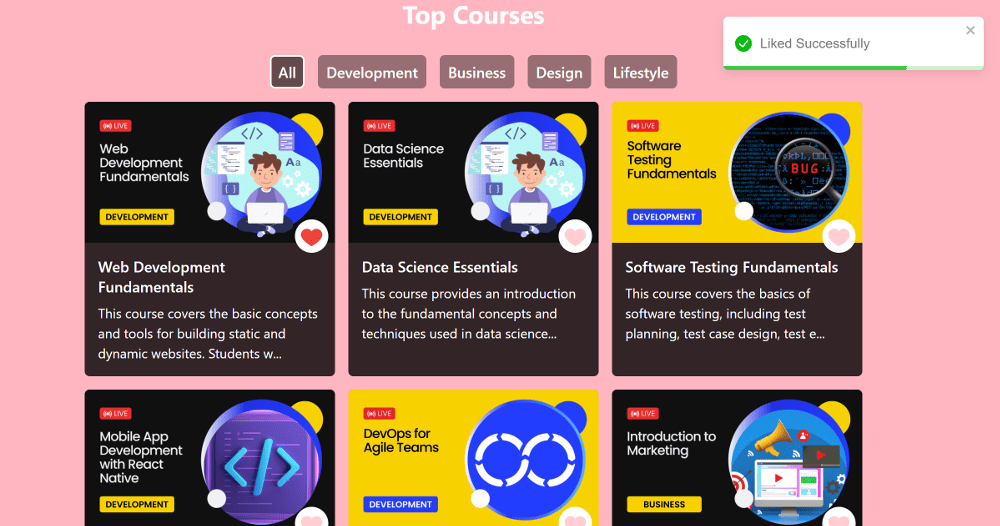 Top Courses
Liked Successfully
All
Development
Business
Design
Lifestyle
LIVE
Web
Development
Fundamentals
DEVELOPMENT
LIVE
Data Science
Essentials
DEVELOPMENT
LIVE
Software
Testing
Fundamentals
DEVELOPMENT
BUG
Web Development
Fundamentals
This course covers the basic concepts
and tools for building static and
dynamic websites. Students w...
Data Science Essentials
This course provides an introduction
to the fundamental concepts and
techniques used in data science...
Software Testing Fundamentals
This course covers the basics of
software testing, including test
planning, test case design, test e...
LIVE
Mobile App
Development
with React
Native
DEVELOPMENT
LIVE
DevOps for
Agile Teams
DEVELOPMENT
LIVE
Introduction to
Marketing
BUSINESS